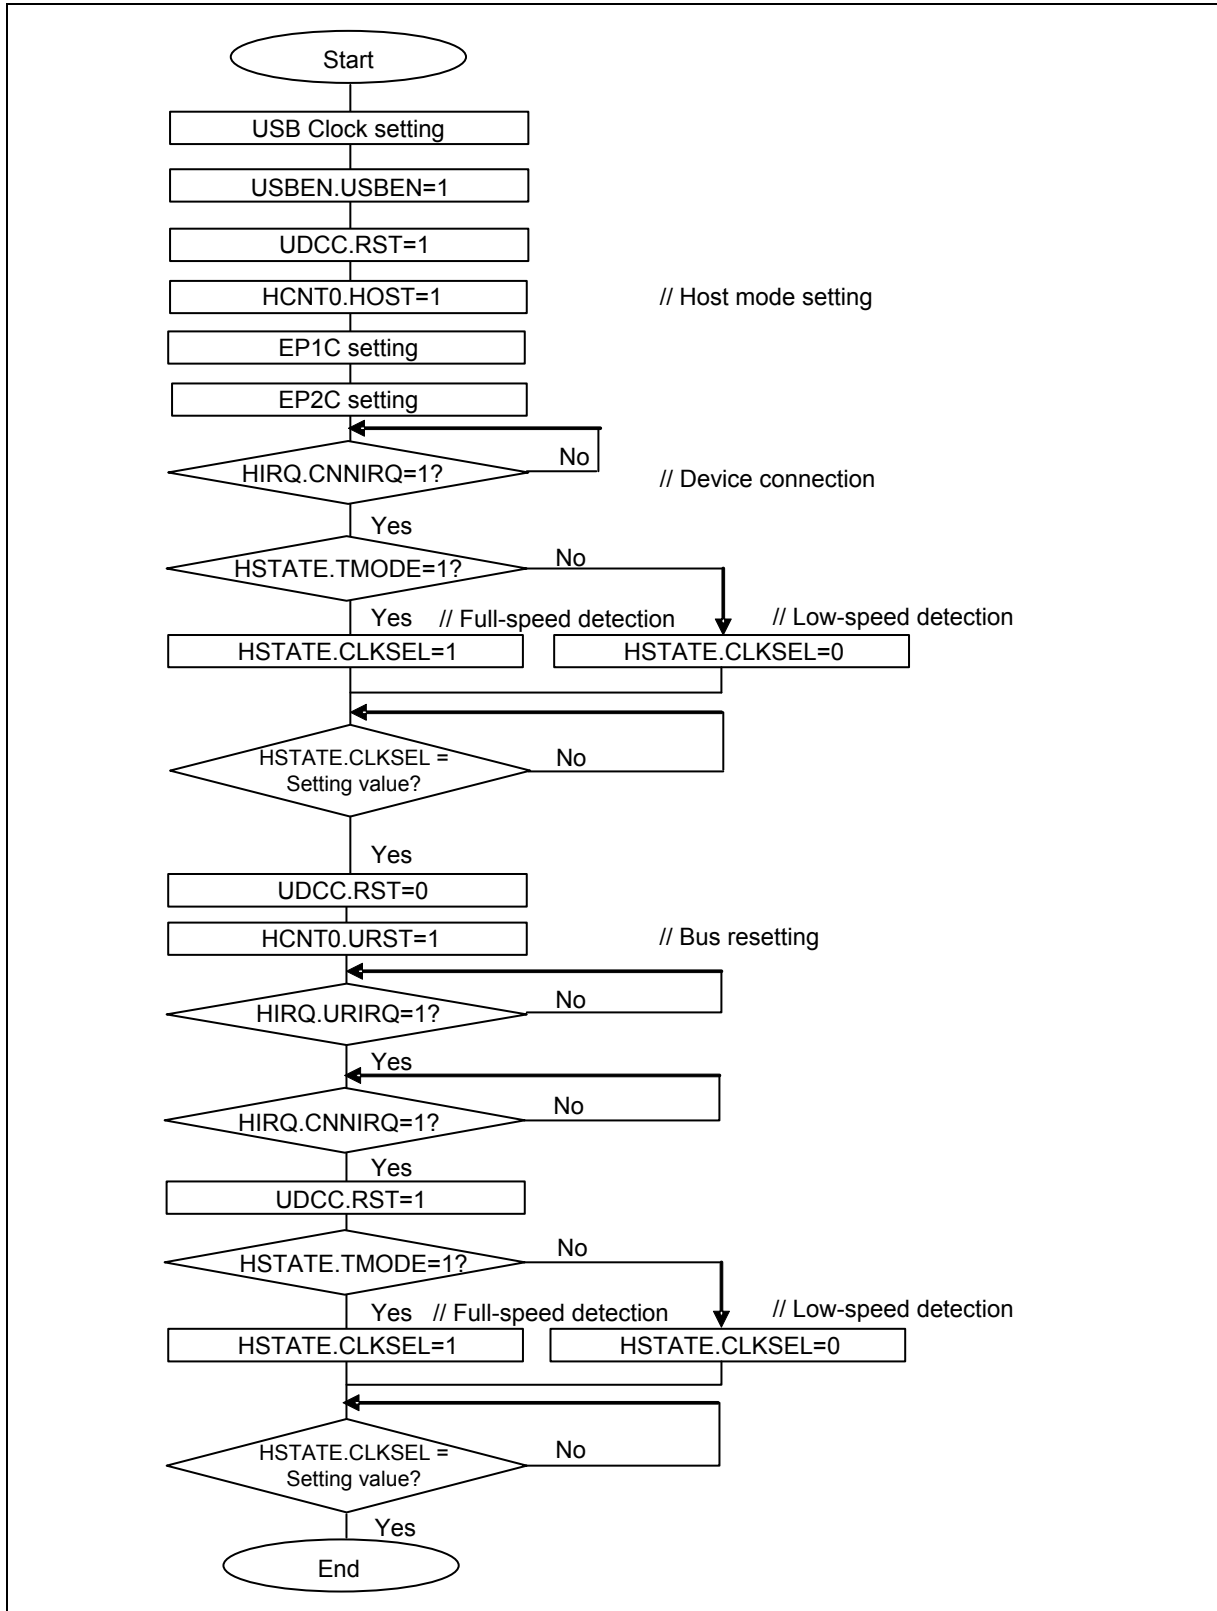 Start
USB Clock setting
USBEN.USBEN=1
UDCC.RST=1
HCNT0.HOST=1 // Host mode setting
EP1C setting
EP2C setting
No
HIRQ.CNNIRQ=1?
// Device connection
Yes
No
HSTATE.TMODE=1?
Yes // Full-speed detection // Low-speed detection
HSTATE.CLKSEL=1 HSTATE.CLKSEL=0
HSTATE.CLKSEL = No
Setting value?
Yes
UDCC.RST=0
HCNT0.URST=1 // Bus resetting
No
HIRQ.URIRQ=1?
Yes
No
HIRQ.CNNIRQ=1?
Yes
UDCC.RST=1
No
HSTATE.TMODE=1?
Yes // Full-speed detection // Low-speed detection
HSTATE.CLKSEL=1 HSTATE.CLKSEL=0
HSTATE.CLKSEL = No
Setting value?
Yes
End